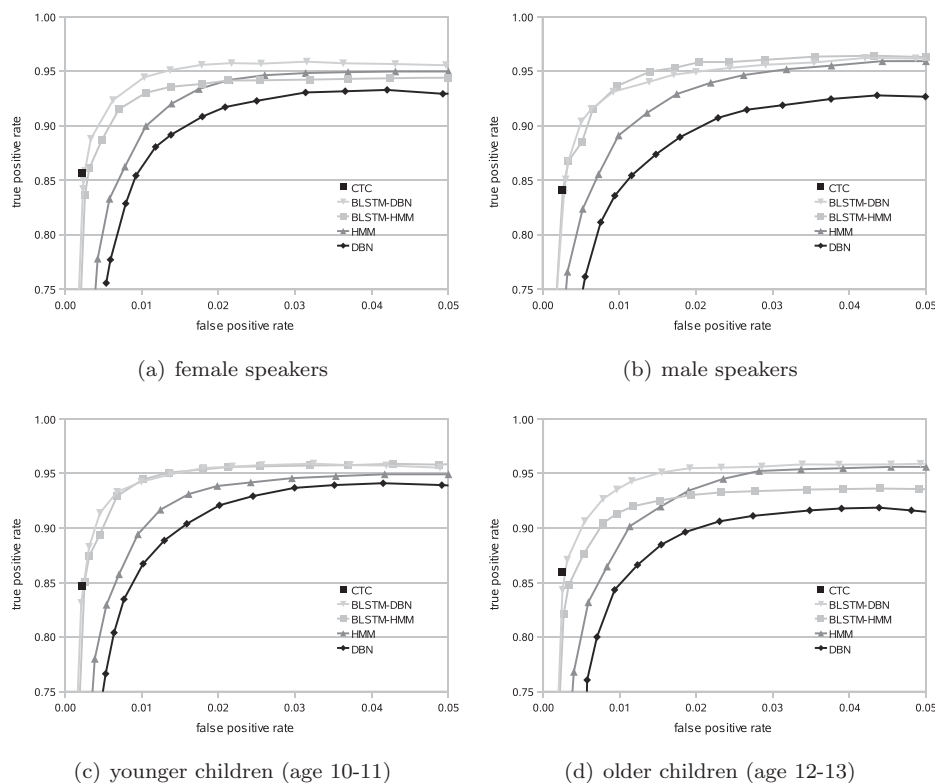 1.00
0.95
0.90
0.85
0.80
0.75
true positive rate
CTC
BLSTM-DBN
BLSTM-HMM
HMM
DBN
0.00 0.01 0.02 0.03 0.04 0.05
false positive rate
(a) female speakers
1.00
0.95
0.90
0.85
0.80
0.75
true positive rate
CTC
BLSTM-DBN
BLSTM-HMM
HMM
DBN
0.00 0.01 0.02 0.03 0.04 0.05
false positive rate
(b) male speakers
1.00
0.95
0.90
0.85
0.80
0.75
true positive rate
CTC
BLSTM-DBN
BLSTM-HMM
HMM
DBN
0.00 0.01 0.02 0.03 0.04 0.05
false positive rate
(c) younger children (age 10-11)
1.00
0.95
0.90
0.85
0.80
0.75
true positive rate
CTC
BLSTM-DBN
BLSTM-HMM
HMM
DBN
0.00 0.01 0.02 0.03 0.04 0.05
false positive rate
(d) older children (age 12-13)